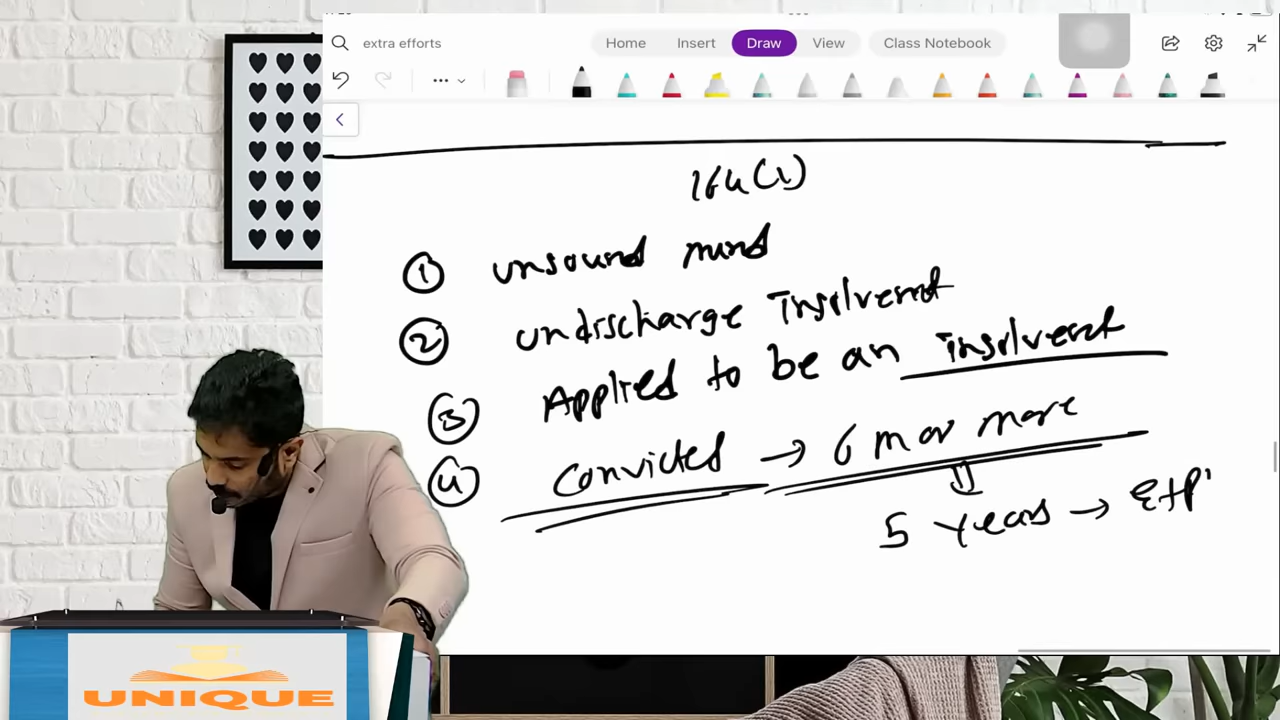 extra efforts
Home Insert Draw View Class Notebook
164(1)
① unsound mind
② undischarge insolvent
③ Applied to be an insolvent
④ convicted → 6 m or more
5 years → Exp'
UNIQUE